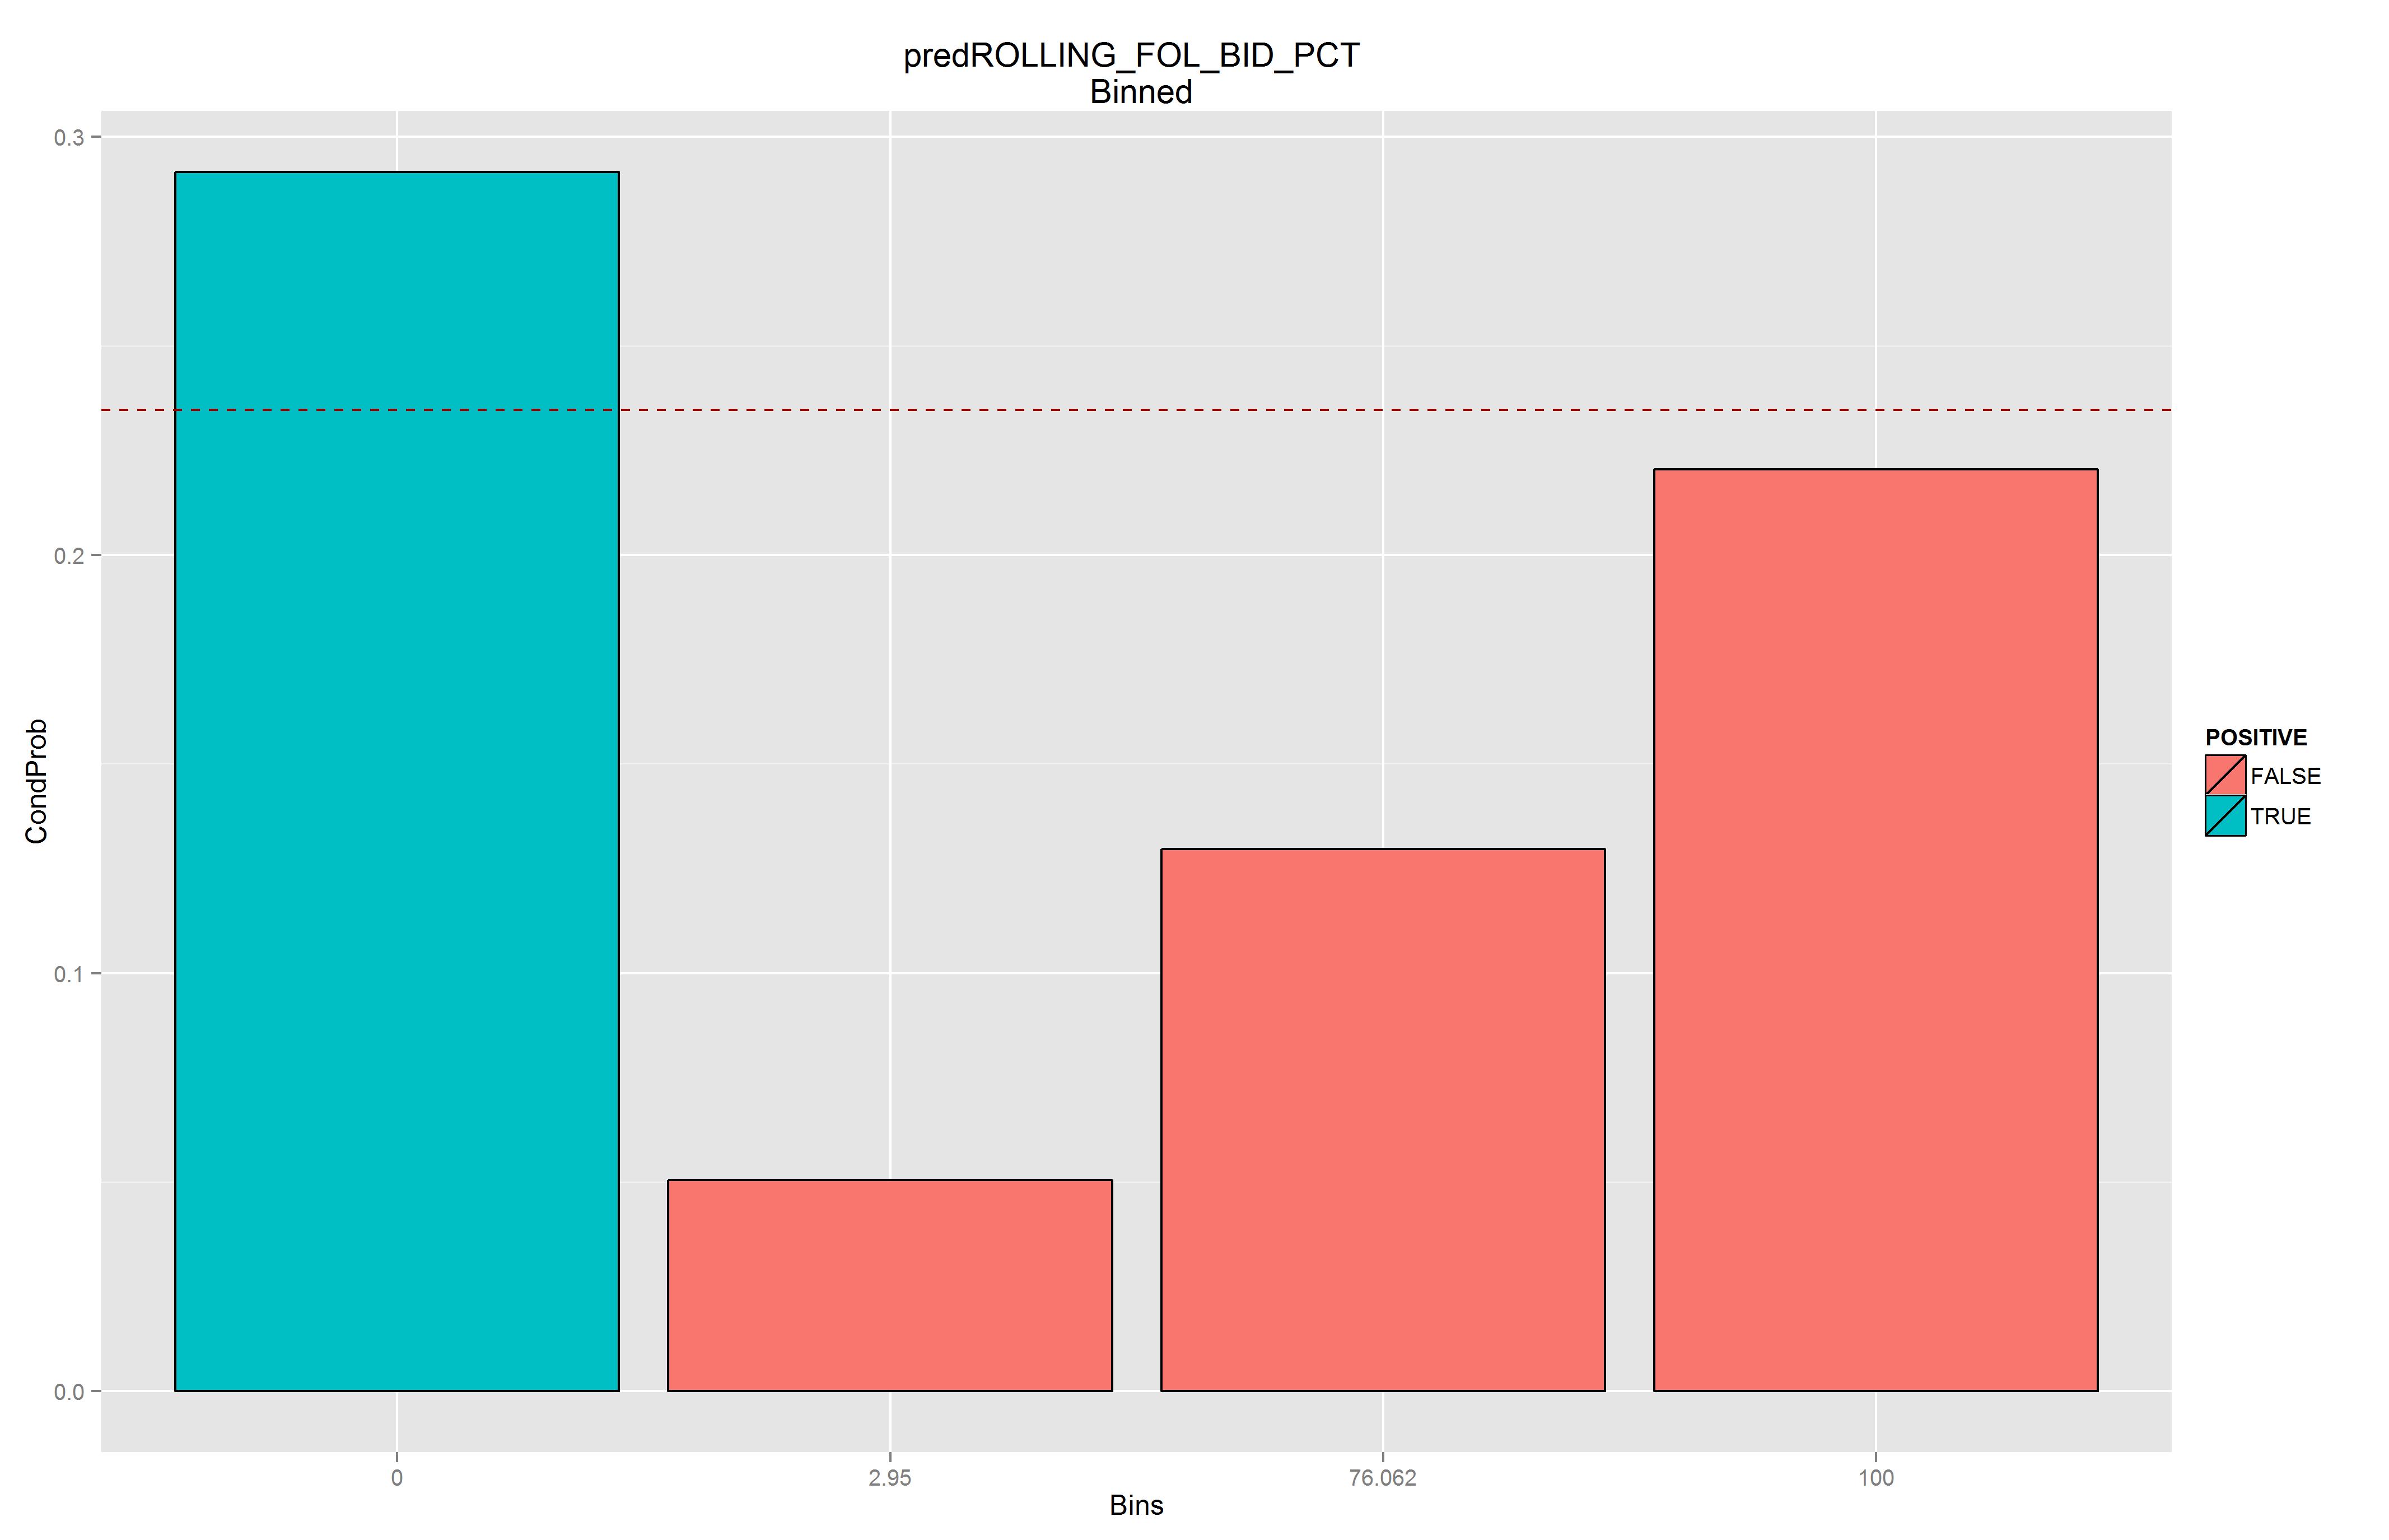 predROLLING_FOL_BID_PCT
Binned
0.3
0.2
0.1
0.0
CondProb
0 2.95 76.062 100
Bins
POSITIVE
FALSE
TRUE